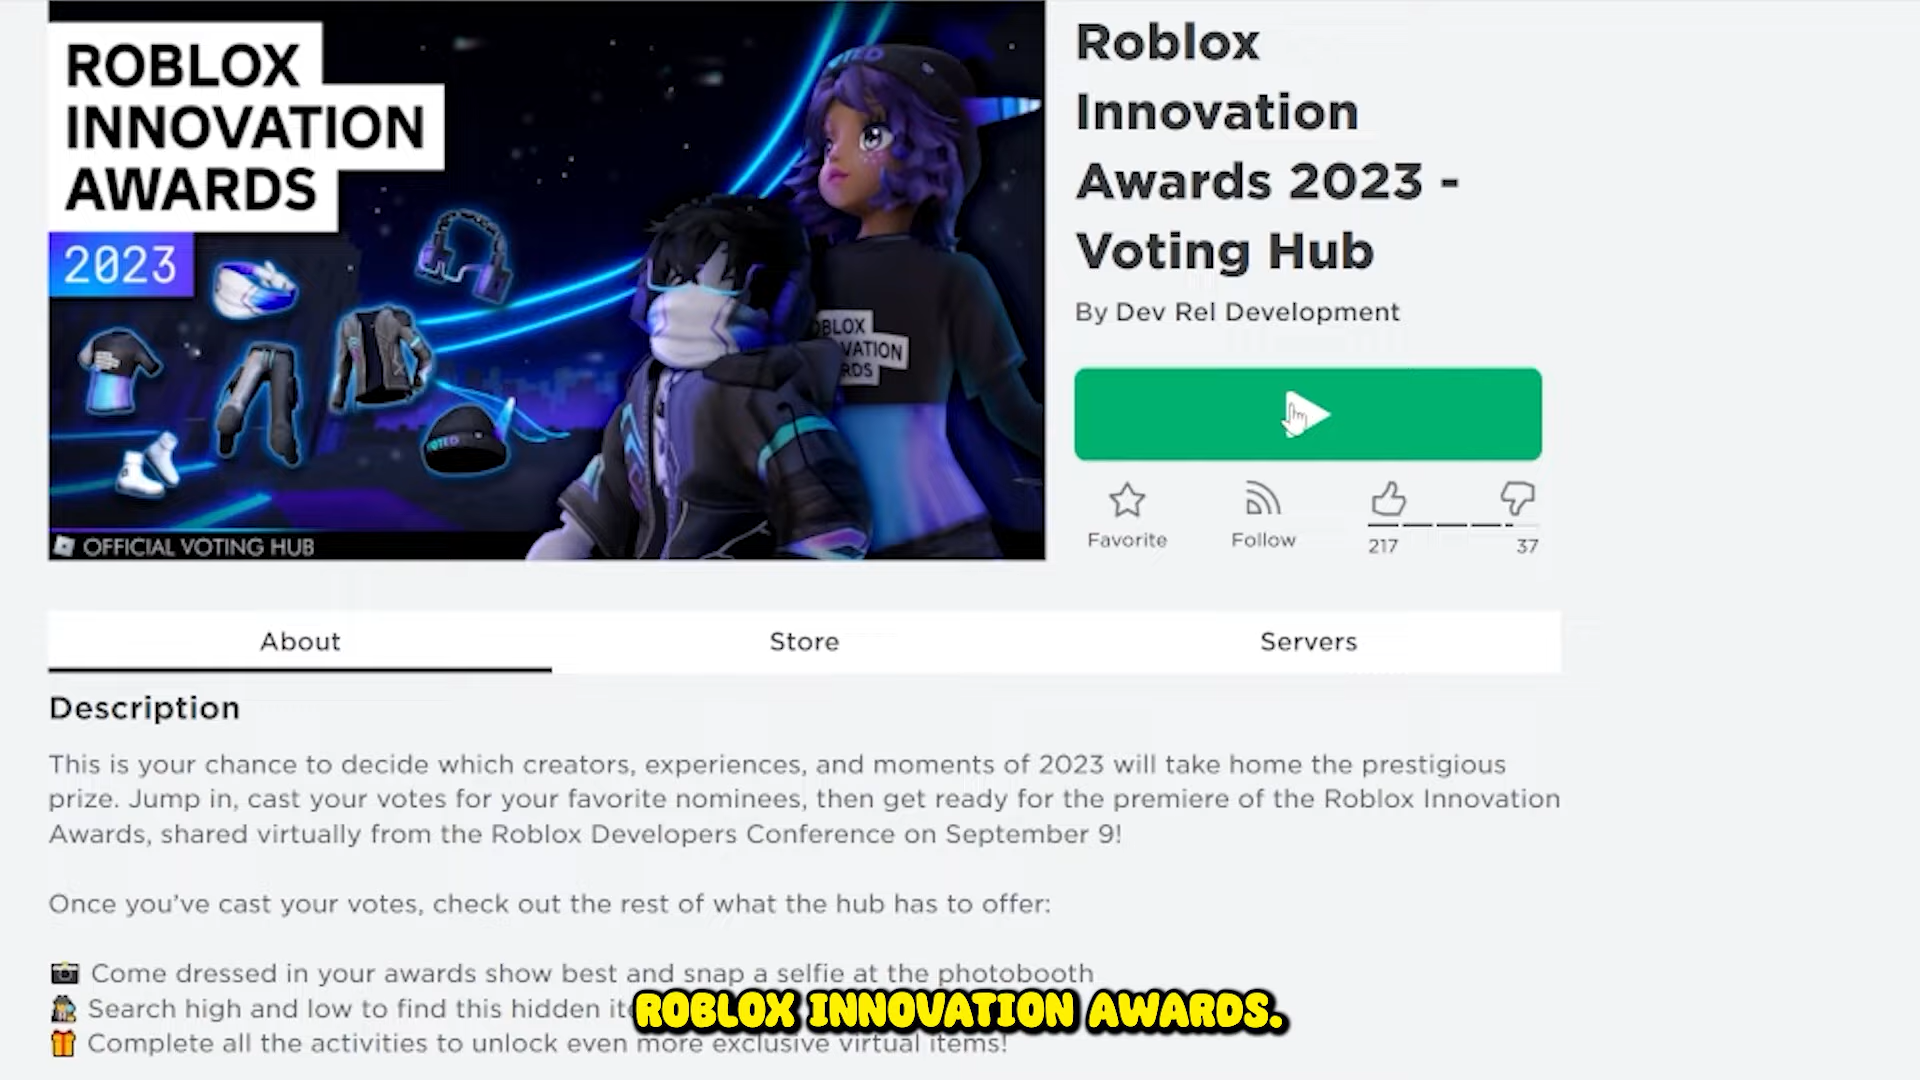 ROBLOX
INNOVATION
AWARDS
2023
VOTED
OFFICIAL VOTING HUB
Roblox
Innovation
Awards 2023 -
Voting Hub
By Dev Rel Development
Favorite
Follow
217
37
About
Store
Servers
Description
This is your chance to decide which creators, experiences, and moments of 2023 will take home the prestigious
prize. Jump in, cast your votes for your favorite nominees, then get ready for the premiere of the Roblox Innovation
Awards, shared virtually from the Roblox Developers Conference on September 9!
Once you've cast your votes, check out the rest of what the hub has to offer:
Come dressed in your awards show best and snap a selfie at the photobooth
Search high and low to find this hidden
Complete all the activities to unlock even more exclusive virtual items!
ROBLOX INNOVATION AWARDS.